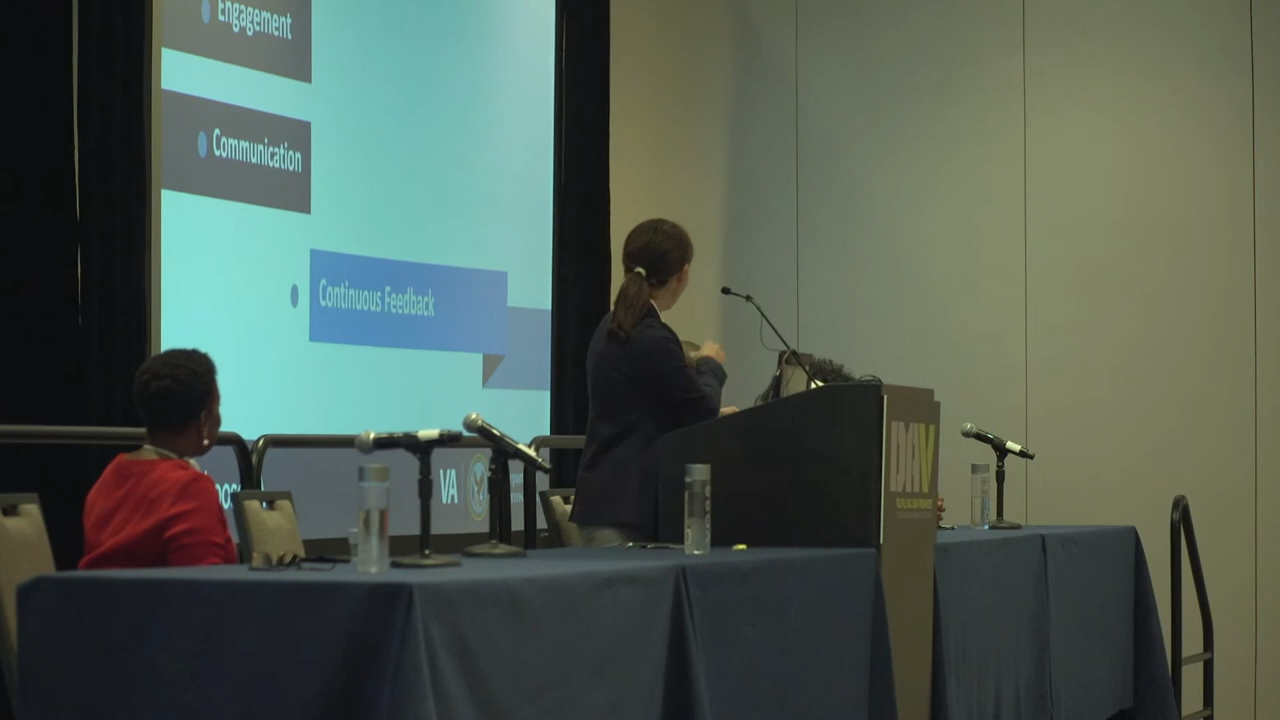 Engagement
Communication
Continuous Feedback
VA
DAV